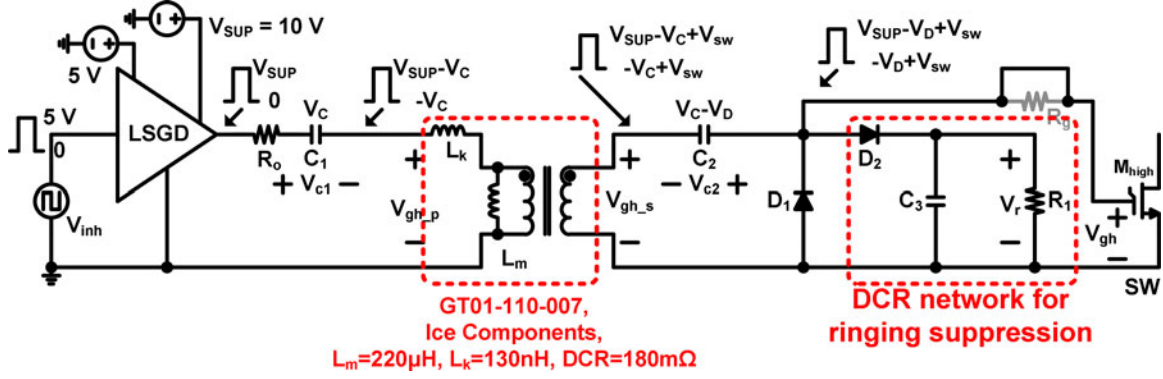 V_SUP = 10 V
5 V
V_SUP
0
V_SUP-V_C
-V_C
V_SUP-V_C+V_sw
-V_C+V_sw
V_SUP-V_D+V_sw
-V_D+V_sw
5 V
0
LSGD
V_C
V_C-V_D
R_g
R_o
C_1
L_k
C_2
D_2
M_high
+ V_c1 −
− V_c2 +
+
V_gh_p
−
+
V_gh_s
−
D_1
C_3
+
V_r
−
R_1
+
V_gh
−
V_inh
L_m
SW
GT01-110-007,
Ice Components,
L_m=220µH, L_k=130nH, DCR=180mΩ
DCR network for
ringing suppression